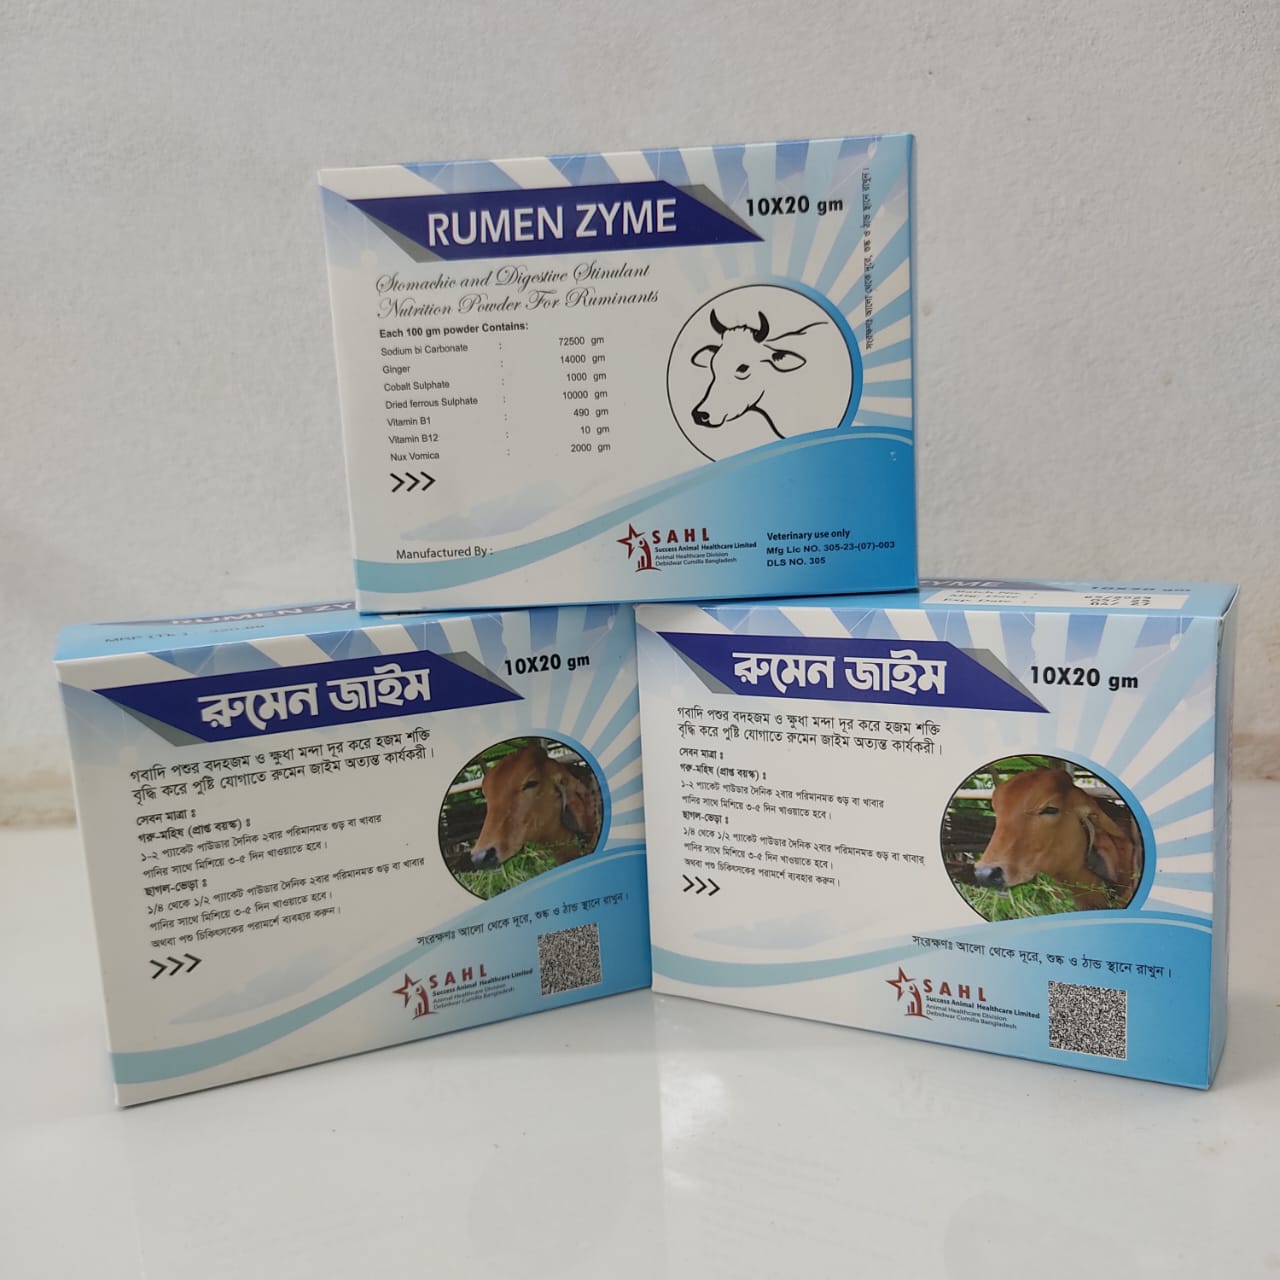 RUMEN ZYME
10X20 gm
Stomachic and Digestive Stinulant
Nutrition Powder For Ruminants
Each 100 gm powder Contains:
Sodium bi Carbonate : 72500 gm
Ginger : 14000 gm
Cobalt Sulphate : 1000 gm
Dried ferrous Sulphate : 10000 gm
Vitamin B1 : 490 gm
Vitamin B12 : 10 gm
Nux Vomica : 2000 gm
>>>
Manufactured By :
SAHL
Success Animal Healthcare Limited
Animal Healthcare Division
Debidwar Cumilla Bangladesh
Veterinary use only
Mfg Lic NO. 305-23-(07)-003
DLS NO. 305
সংরক্ষণঃ আলো থেকে দূরে, শুষ্ক ও ঠান্ড স্থানে রাখুন।
RUMEN ZY
রুমেন জাইম
10X20 gm
গবাদি পশুর বদহজম ও ক্ষুধা মন্দা দূর করে হজম শক্তি
বৃদ্ধি করে পুষ্টি যোগাতে রুমেন জাইম অত্যন্ত কার্যকরী।
সেবন মাত্রা ঃ
গরু-মহিষ (প্রাপ্ত বয়স্ক) ঃ
১-২ প্যাকেট পাউডার দৈনিক ২বার পরিমানমত গুড় বা খাবার
পানির সাথে মিশিয়ে ৩-৫ দিন খাওয়াতে হবে।
ছাগল-ভেড়া ঃ
১/৪ থেকে ১/২ প্যাকেট পাউডার দৈনিক ২বার পরিমানমত গুড় বা খাবার
পানির সাথে মিশিয়ে ৩-৫ দিন খাওয়াতে হবে।
অথবা পশু চিকিৎসকের পরামর্শে ব্যবহার করুন।
>>>
সংরক্ষণঃ আলো থেকে দূরে, শুষ্ক ও ঠান্ড স্থানে রাখুন।
SAHL
Success Animal Healthcare Limited
Animal Healthcare Division
Debidwar Cumilla Bangladesh
ZYME
10X20 gm
রুমেন জাইম
10X20 gm
গবাদি পশুর বদহজম ও ক্ষুধা মন্দা দূর করে হজম শক্তি
বৃদ্ধি করে পুষ্টি যোগাতে রুমেন জাইম অত্যন্ত কার্যকরী।
সেবন মাত্রা ঃ
গরু-মহিষ (প্রাপ্ত বয়স্ক) ঃ
১-২ প্যাকেট পাউডার দৈনিক ২বার পরিমানমত গুড় বা খাবার
পানির সাথে মিশিয়ে ৩-৫ দিন খাওয়াতে হবে।
ছাগল-ভেড়া ঃ
১/৪ থেকে ১/২ প্যাকেট পাউডার দৈনিক ২বার পরিমানমত গুড় বা খাবার
পানির সাথে মিশিয়ে ৩-৫ দিন খাওয়াতে হবে।
অথবা পশু চিকিৎসকের পরামর্শে ব্যবহার করুন।
>>>
সংরক্ষণঃ আলো থেকে দূরে, শুষ্ক ও ঠান্ড স্থানে রাখুন।
SAHL
Success Animal Healthcare Limited
Animal Healthcare Division
Debidwar Cumilla Bangladesh